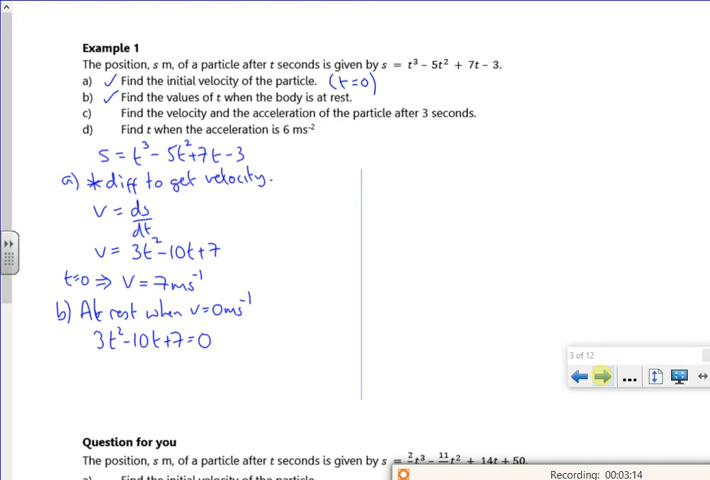 Example 1
The position, s m, of a particle after t seconds is given by s = t³ – 5t² + 7t – 3.
a) ✓ Find the initial velocity of the particle. (t=0)
b) ✓ Find the values of t when the body is at rest.
c) Find the velocity and the acceleration of the particle after 3 seconds.
d) Find t when the acceleration is 6 ms⁻²
s = t³ - 5t² + 7t - 3
a) * diff to get velocity.
v = ds/dt
v = 3t² - 10t + 7
t=0 ⇒ v = 7ms⁻¹
b) At rest when v = 0ms⁻¹
3t² - 10t + 7 = 0
3 of 12
...
Question for you
The position, s m, of a particle after t seconds is given by s = 2/ t³ – 11/ t² + 14t + 50.
Recording: 00:03:14